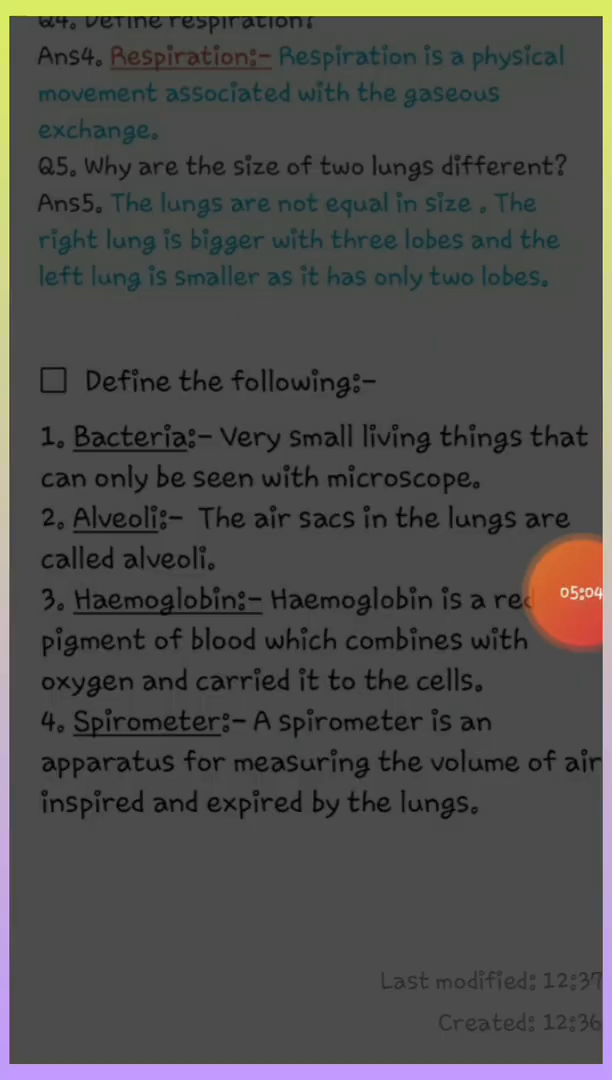 Q4. Define respiration?
Ans4. Respiration:- Respiration is a physical
movement associated with the gaseous
exchange.
Q5. Why are the size of two lungs different?
Ans5. The lungs are not equal in size . The
right lung is bigger with three lobes and the
left lung is smaller as it has only two lobes.
☐ Define the following:-
1. Bacteria:- Very small living things that
can only be seen with microscope.
2. Alveoli:- The air sacs in the lungs are
called alveoli.
05:04
3. Haemoglobin:- Haemoglobin is a red
pigment of blood which combines with
oxygen and carried it to the cells.
4. Spirometer:- A spirometer is an
apparatus for measuring the volume of air
inspired and expired by the lungs.
Last modified: 12:37
Created: 12:36